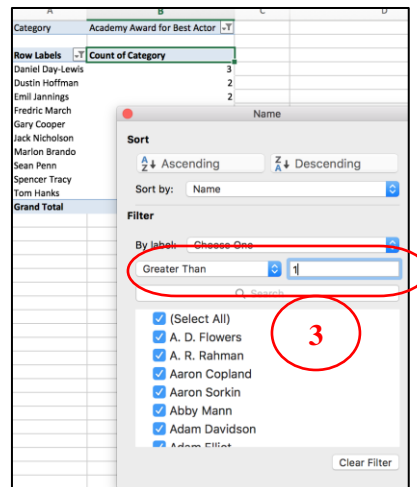 A B C D
Category Academy Award for Best Actor
Row Labels Count of Category
Daniel Day-Lewis 3
Dustin Hoffman 2
Emil Jannings 2
Fredric March
Gary Cooper
Jack Nicholson
Marlon Brando
Sean Penn
Spencer Tracy
Tom Hanks
Grand Total
Name
Sort
Ascending Descending
Sort by: Name
Filter
By label: Choose One
Greater Than 1
Search
(Select All)
A. D. Flowers
A. R. Rahman
Aaron Copland
Aaron Sorkin
Abby Mann
Adam Davidson
Adam Elliot
Clear Filter
3